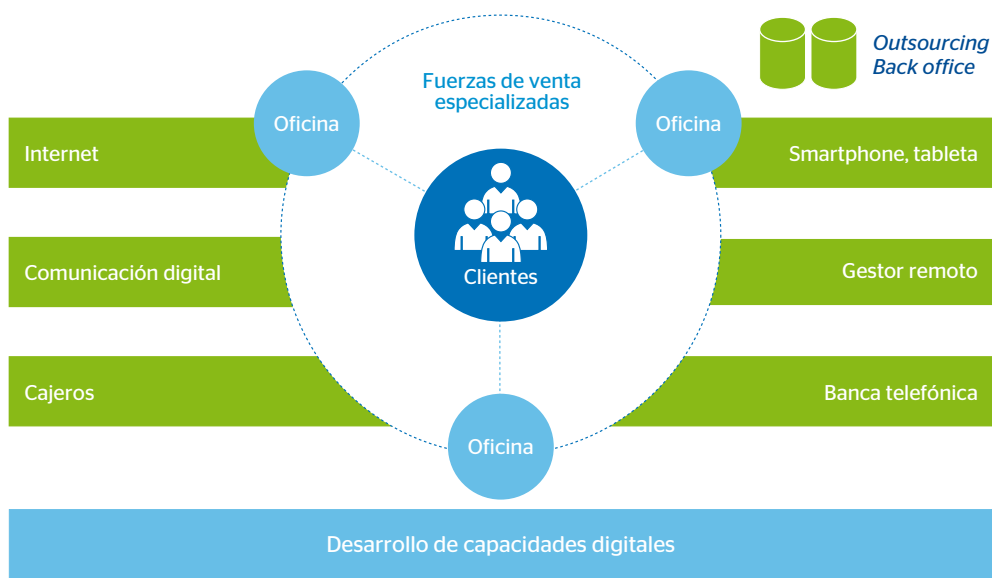 Outsourcing
Back office
Fuerzas de venta
especializadas
Oficina
Oficina
Internet
Smartphone, tableta
Comunicación digital
Gestor remoto
Clientes
Cajeros
Banca telefónica
Oficina
Desarrollo de capacidades digitales